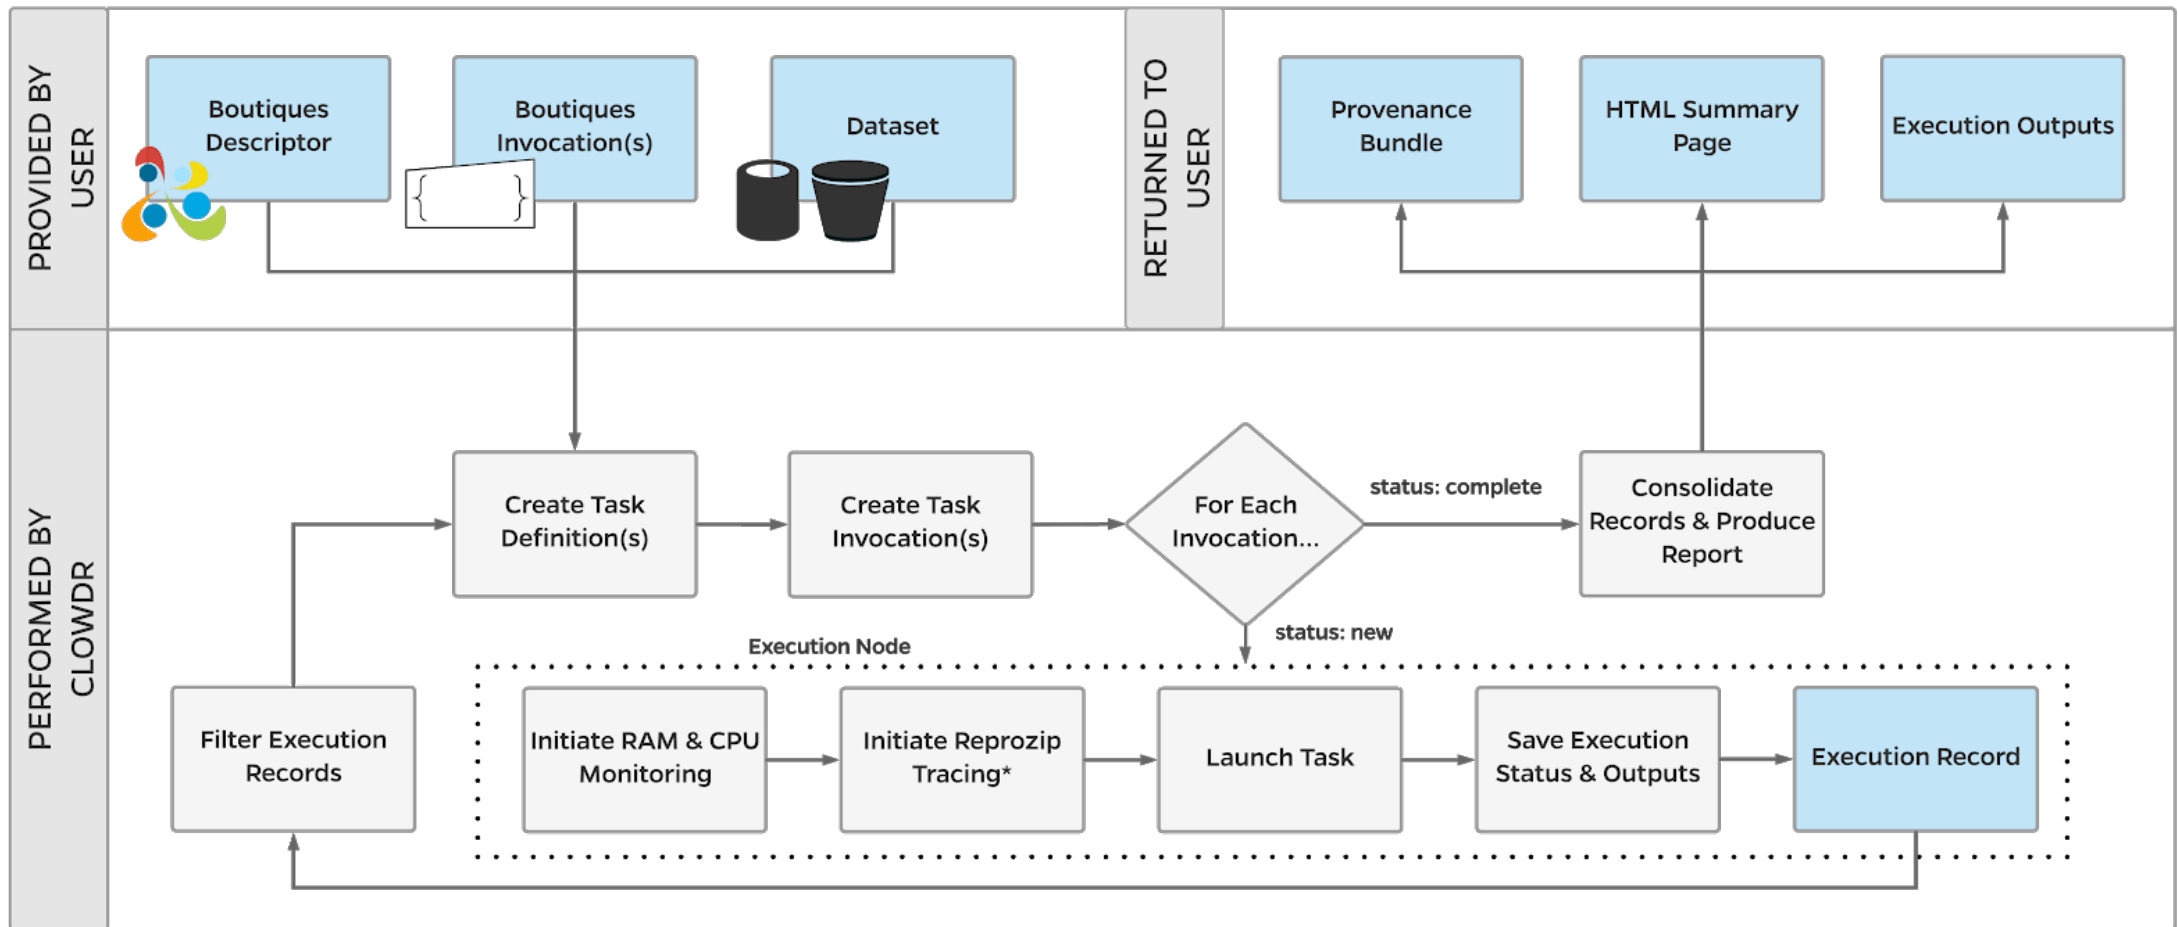 PROVIDED BY
USER
Boutiques
Descriptor
Boutiques
Invocation(s)
{ }
Dataset
RETURNED TO
USER
Provenance
Bundle
HTML Summary
Page
Execution Outputs
PERFORMED BY
CLOWDR
Create Task
Definition(s)
Create Task
Invocation(s)
For Each
Invocation...
status: complete
Consolidate
Records & Produce
Report
status: new
Execution Node
Filter Execution
Records
Initiate RAM & CPU
Monitoring
Initiate Reprozip
Tracing*
Launch Task
Save Execution
Status & Outputs
Execution Record